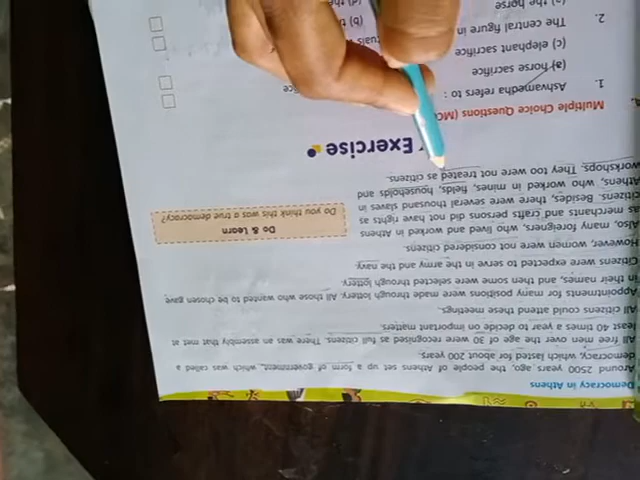 Democracy in Athens
Around 2500 years ago, the people of Athens set up a form of government, which was called a
democracy, which lasted for about 200 years.
All free men over the age of 30 were recognised as full citizens. There was an assembly that met at
least 40 times a year to decide on important matters.
All citizens could attend these meetings.
Appointments for many positions were made through lottery. All those who wanted to be chosen gave
in their names, and then some were selected through lottery.
Citizens were expected to serve in the army and the navy.
However, women were not considered citizens.
Also, many foreigners, who lived and worked in Athens
as merchants and crafts persons did not have rights as
citizens. Besides, there were several thousand slaves in
Athens, who worked in mines, fields, households and
workshops. They too were not treated as citizens.
Do & Learn
Do you think this was a true democracy?
Exercise
Multiple Choice Questions
1. Ashvamedha refers to :
(a) horse sacrifice
(c) elephant sacrifice
2. The central figure in
(a) the horse